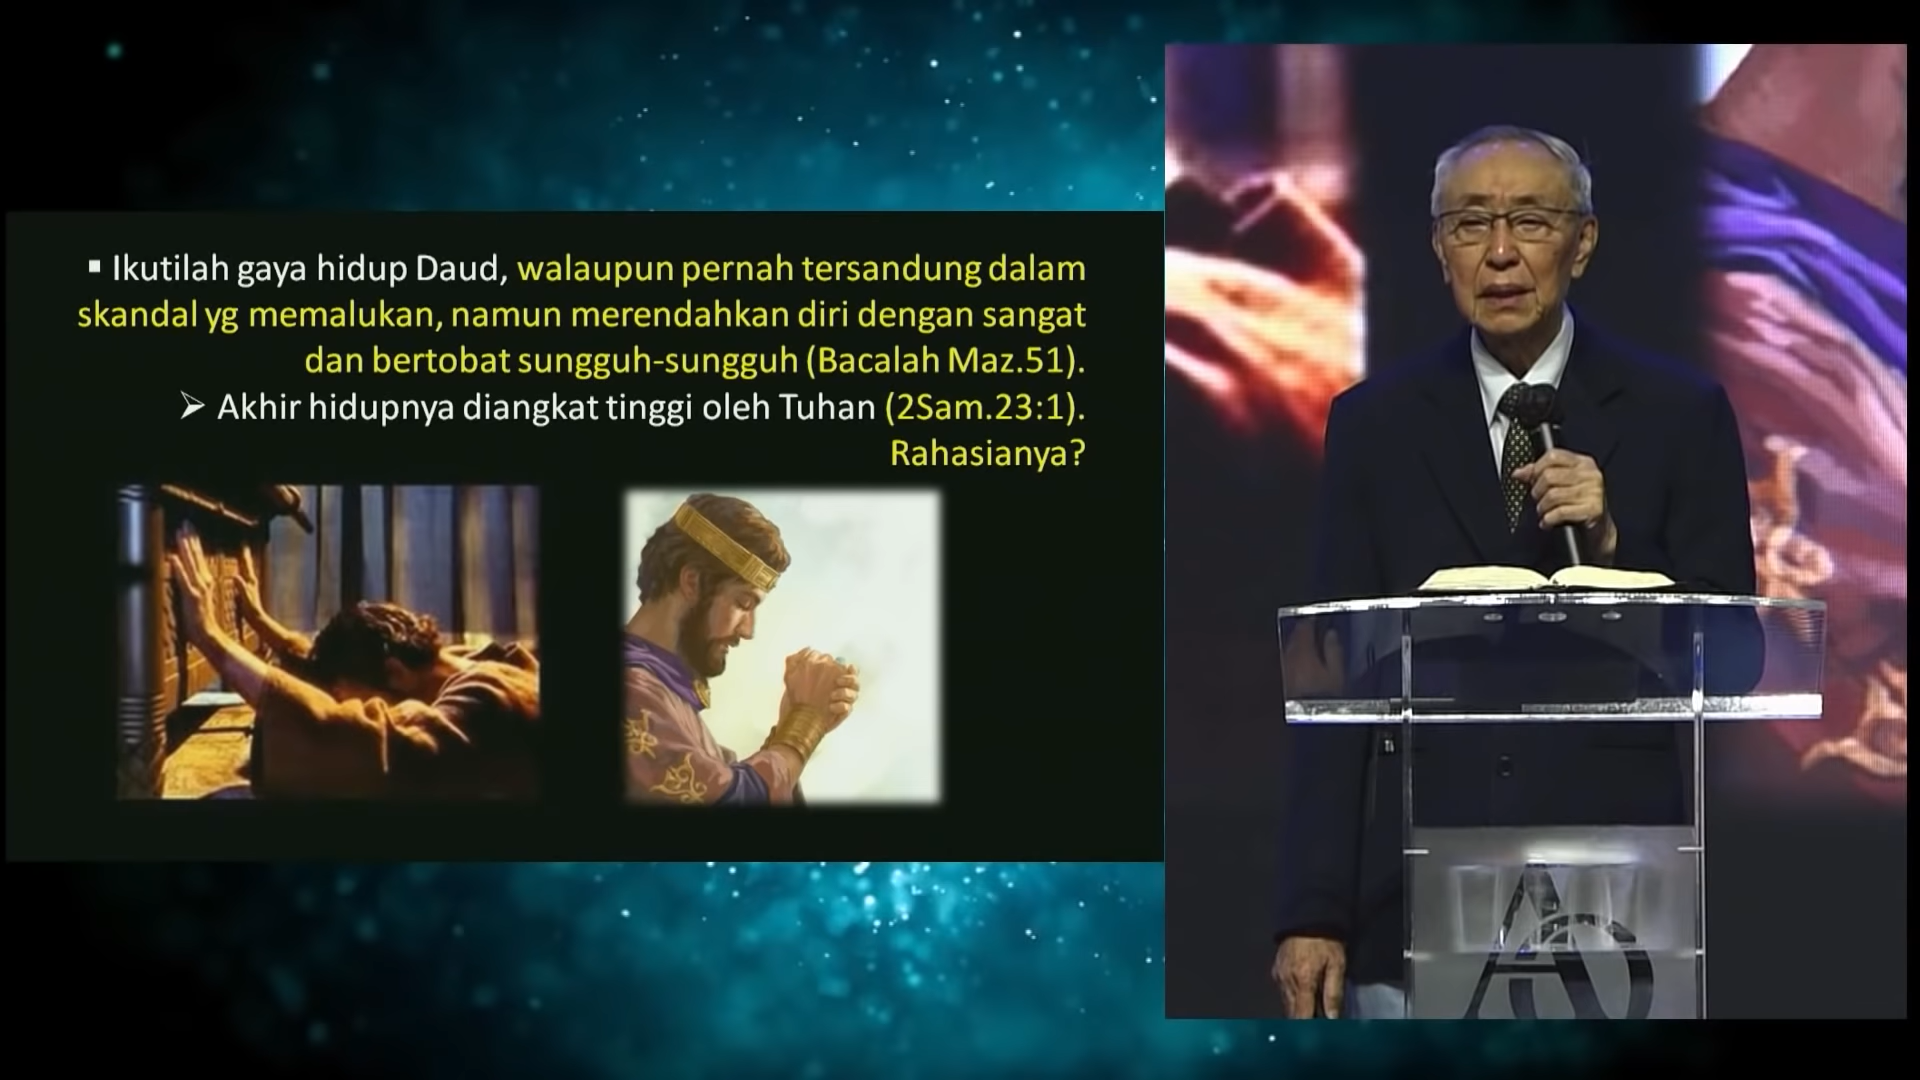 ▪ Ikutilah gaya hidup Daud, walaupun pernah tersandung dalam
skandal yg memalukan, namun merendahkan diri dengan sangat
dan bertobat sungguh-sungguh (Bacalah Maz.51).
➢ Akhir hidupnya diangkat tinggi oleh Tuhan (2Sam.23:1).
Rahasianya?